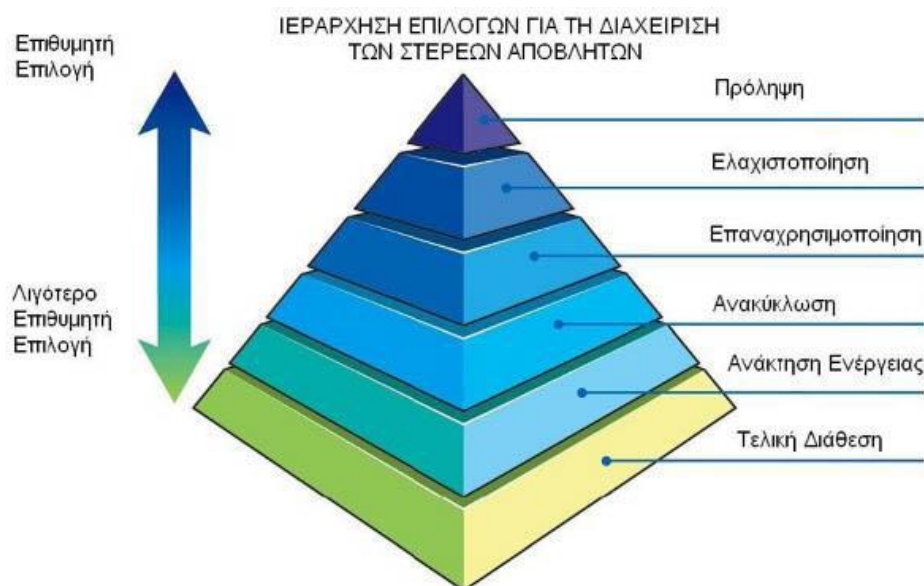 ΙΕΡΑΡΧΗΣΗ ΕΠΙΛΟΓΩΝ ΓΙΑ ΤΗ ΔΙΑΧΕΙΡΙΣΗ
ΤΩΝ ΣΤΕΡΕΩΝ ΑΠΟΒΛΗΤΩΝ
Επιθυμητή
Επιλογή
Πρόληψη
Ελαχιστοποίηση
Επαναχρησιμοποίηση
Λιγότερο
Επιθυμητή
Επιλογή
Ανακύκλωση
Ανάκτηση Ενέργειας
Τελική Διάθεση